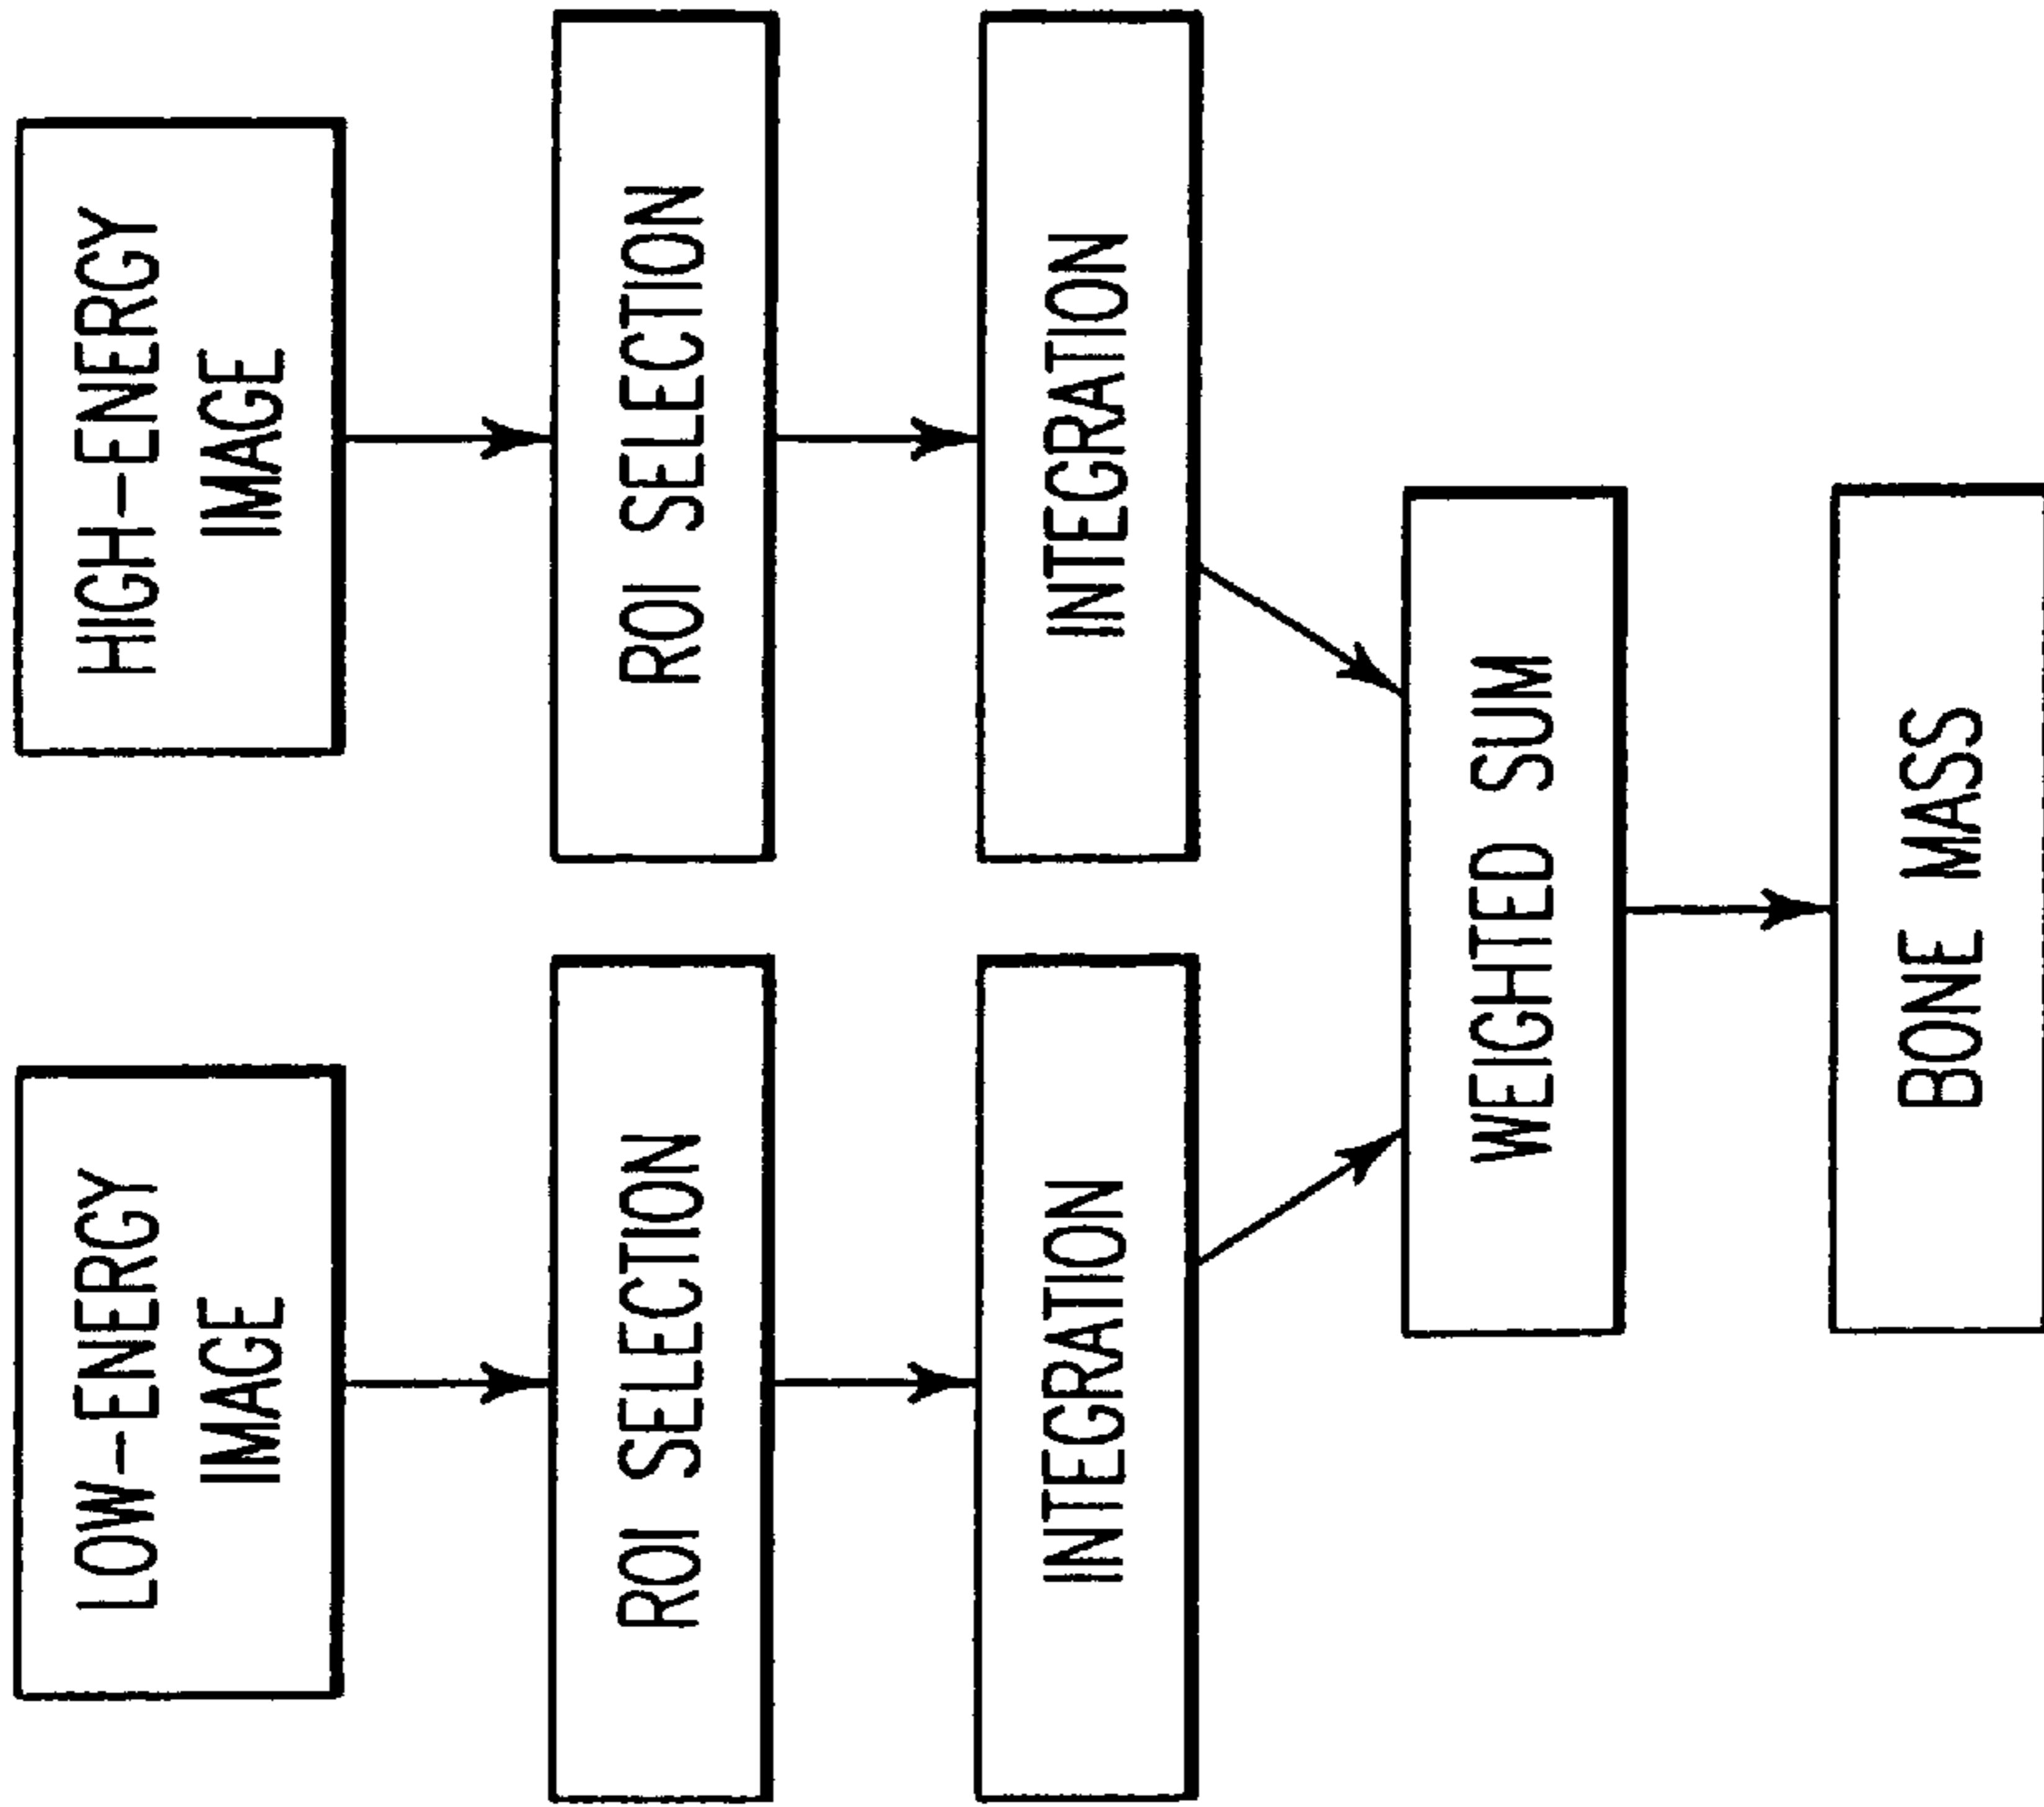 LOW-ENERGY
IMAGE
HIGH-ENERGY
IMAGE
ROI SELECTION
ROI SELECTION
INTEGRATION
INTEGRATION
WEIGHTED SUM
BONE MASS